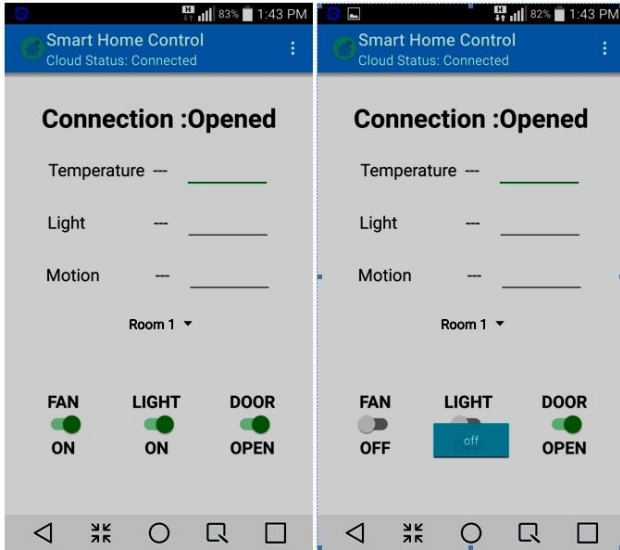 H 83% 1:43 PM
Smart Home Control
Cloud Status: Connected
Connection :Opened
Temperature ---
Light ---
Motion ---
Room 1
FAN LIGHT DOOR
ON ON OPEN
H 82% 1:43 PM
Smart Home Control
Cloud Status: Connected
Connection :Opened
Temperature ---
Light ---
Motion ---
Room 1
FAN LIGHT DOOR
off
OFF OPEN